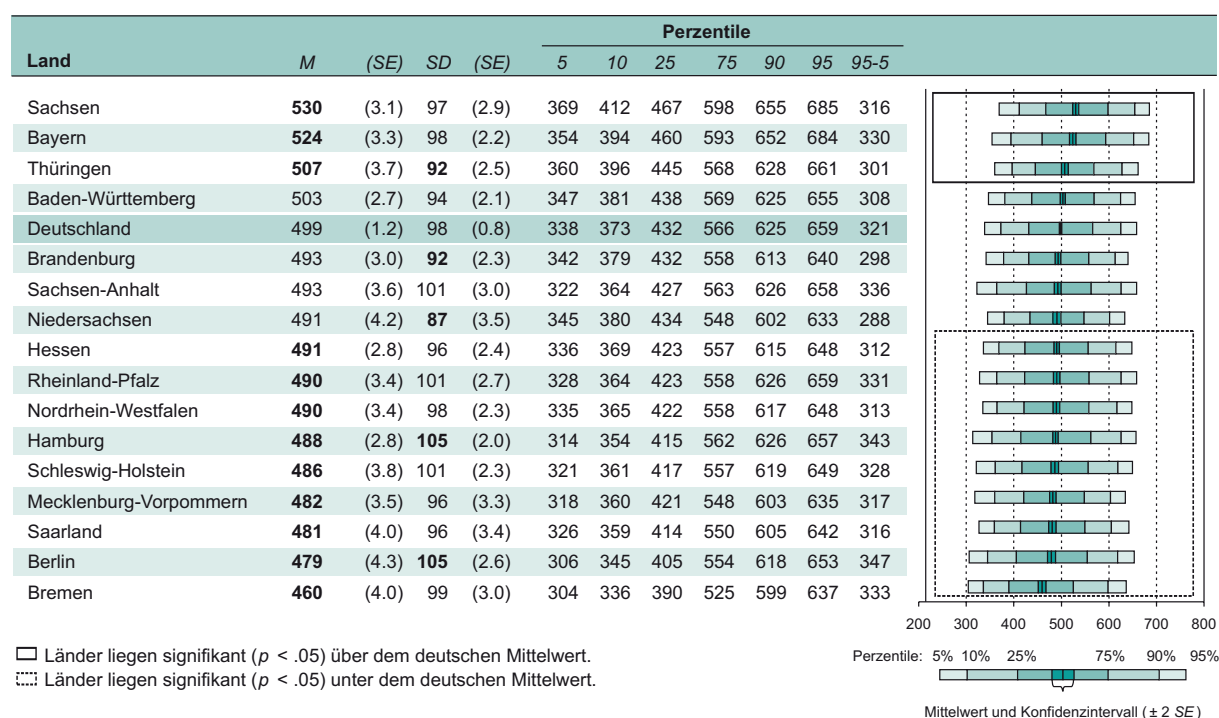 Perzentile
Land M (SE) SD (SE) 5 10 25 75 90 95 95-5
Sachsen 530 (3.1) 97 (2.9) 369 412 467 598 655 685 316
Bayern 524 (3.3) 98 (2.2) 354 394 460 593 652 684 330
Thüringen 507 (3.7) 92 (2.5) 360 396 445 568 628 661 301
Baden-Württemberg 503 (2.7) 94 (2.1) 347 381 438 569 625 655 308
Deutschland 499 (1.2) 98 (0.8) 338 373 432 566 625 659 321
Brandenburg 493 (3.0) 92 (2.3) 342 379 432 558 613 640 298
Sachsen-Anhalt 493 (3.6) 101 (3.0) 322 364 427 563 626 658 336
Niedersachsen 491 (4.2) 87 (3.5) 345 380 434 548 602 633 288
Hessen 491 (2.8) 96 (2.4) 336 369 423 557 615 648 312
Rheinland-Pfalz 490 (3.4) 101 (2.7) 328 364 423 558 626 659 331
Nordrhein-Westfalen 490 (3.4) 98 (2.3) 335 365 422 558 617 648 313
Hamburg 488 (2.8) 105 (2.0) 314 354 415 562 626 657 343
Schleswig-Holstein 486 (3.8) 101 (2.3) 321 361 417 557 619 649 328
Mecklenburg-Vorpommern 482 (3.5) 96 (3.3) 318 360 421 548 603 635 317
Saarland 481 (4.0) 96 (3.4) 326 359 414 550 605 642 316
Berlin 479 (4.3) 105 (2.6) 306 345 405 554 618 653 347
Bremen 460 (4.0) 99 (3.0) 304 336 390 525 599 637 333
200 300 400 500 600 700 800
Länder liegen signifikant (p < .05) über dem deutschen Mittelwert.
Länder liegen signifikant (p < .05) unter dem deutschen Mittelwert.
Perzentile: 5% 10% 25% 75% 90% 95%
Mittelwert und Konfidenzintervall (± 2 SE)